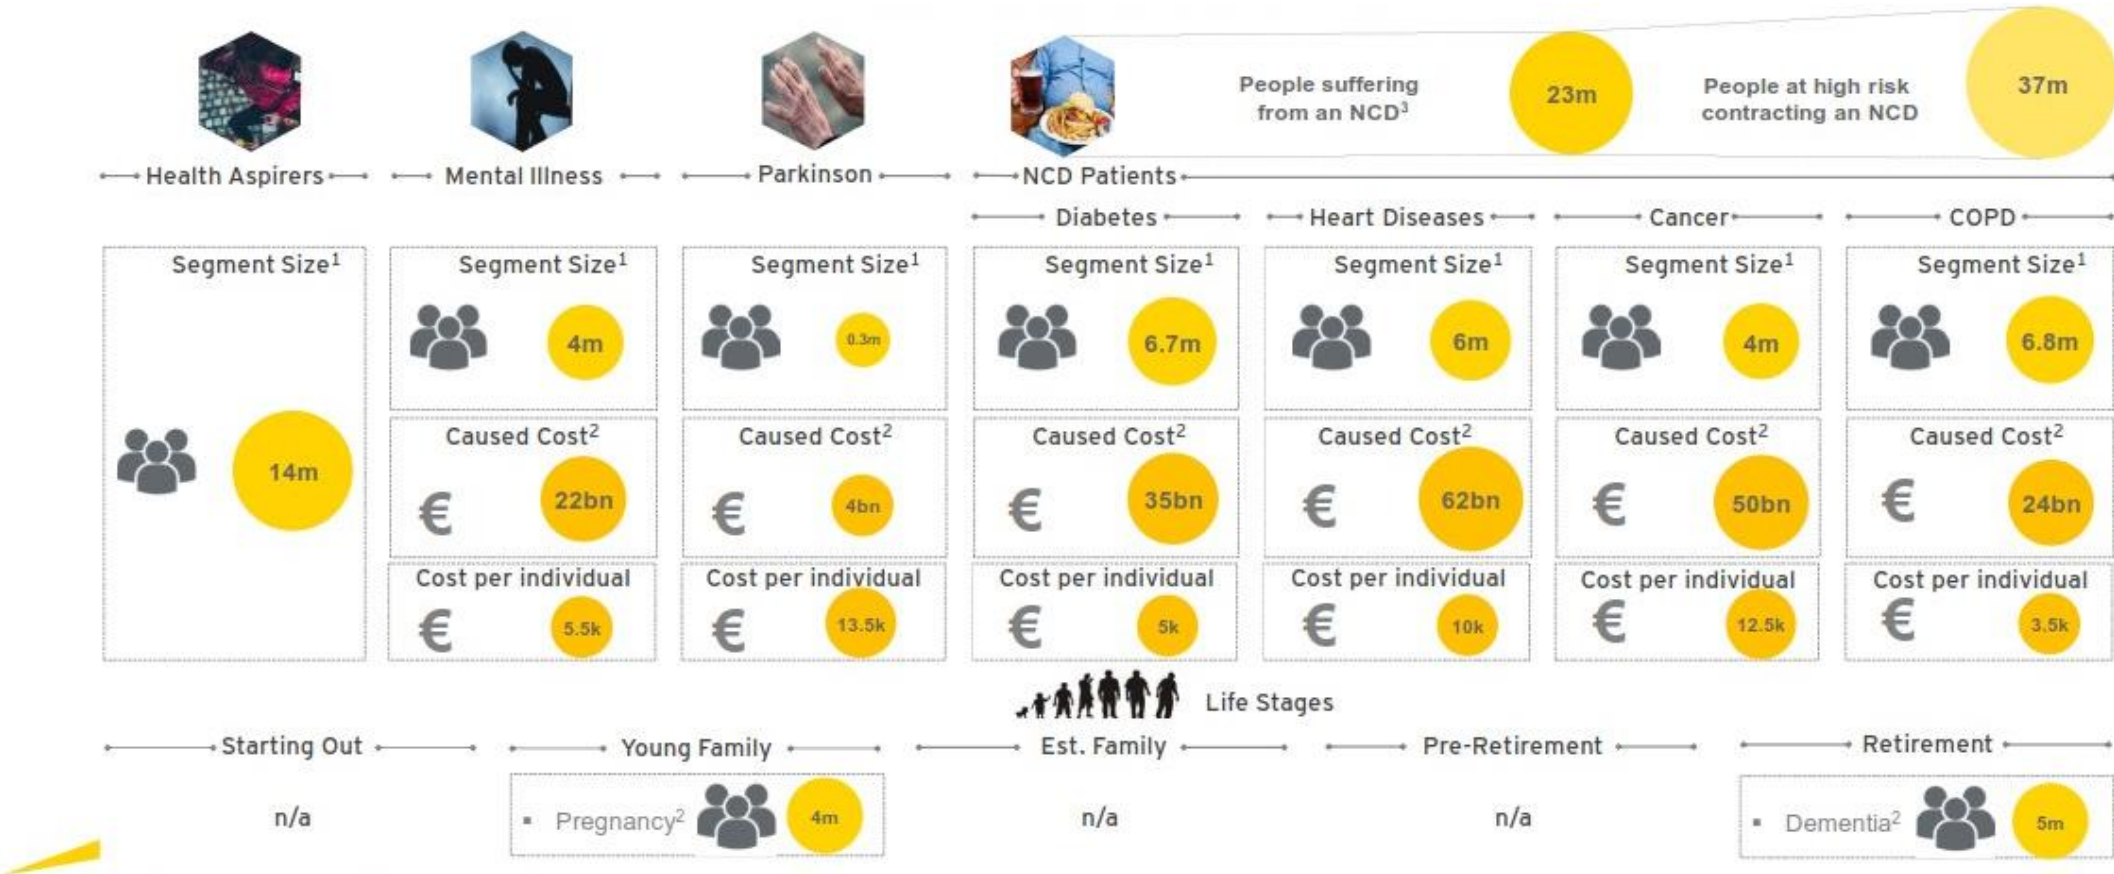 People suffering
from an NCD³
23m
People at high risk
contracting an NCD
37m
Health Aspirers
Mental Illness
Parkinson
NCD Patients
Diabetes
Heart Diseases
Cancer
COPD
Segment Size¹
14m
Segment Size¹
4m
Caused Cost²
€
22bn
Cost per individual
€
5.5k
Segment Size¹
0.3m
Caused Cost²
€
4bn
Cost per individual
€
13.5k
Segment Size¹
6.7m
Caused Cost²
€
35bn
Cost per individual
€
5k
Segment Size¹
6m
Caused Cost²
€
62bn
Cost per individual
€
10k
Segment Size¹
4m
Caused Cost²
€
50bn
Cost per individual
€
12.5k
Segment Size¹
6.8m
Caused Cost²
€
24bn
Cost per individual
€
3.5k
Life Stages
Starting Out
n/a
Young Family
▪ Pregnancy²
4m
Est. Family
n/a
Pre-Retirement
n/a
Retirement
▪ Dementia²
5m